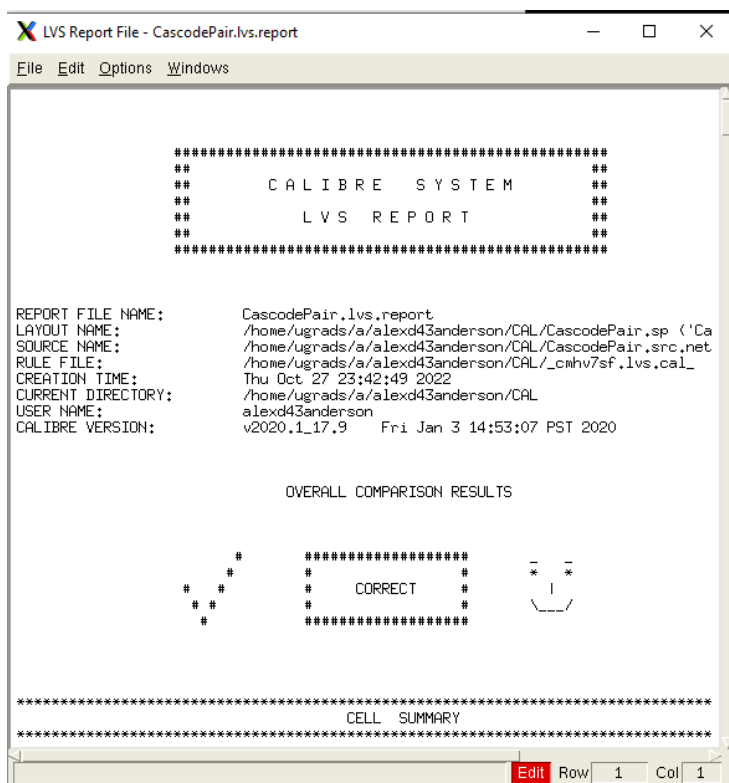 LVS Report File - CascodePair.lvs.report
File Edit Options Windows
##################################################
## ##
## C A L I B R E   S Y S T E M ##
## ##
## L V S   R E P O R T ##
## ##
##################################################
REPORT FILE NAME: CascodePair.lvs.report
LAYOUT NAME: /home/ugrads/a/alexd43anderson/CAL/CascodePair.sp ('Ca
SOURCE NAME: /home/ugrads/a/alexd43anderson/CAL/CascodePair.src.net
RULE FILE: /home/ugrads/a/alexd43anderson/CAL/_cmhv7sf.lvs.cal_
CREATION TIME: Thu Oct 27 23:42:49 2022
CURRENT DIRECTORY: /home/ugrads/a/alexd43anderson/CAL
USER NAME: alexd43anderson
CALIBRE VERSION: v2020.1_17.9 Fri Jan 3 14:53:07 PST 2020
OVERALL COMPARISON RESULTS
# ################### _ _
# # # * *
# # # CORRECT # |
# # # # \___/
# ###################
********************************************************************************
CELL SUMMARY
********************************************************************************
Edit Row 1 Col 1